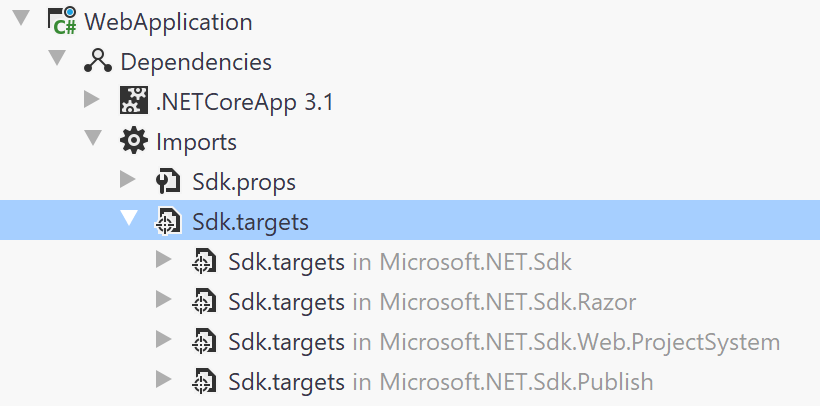 C# WebApplication
Dependencies
.NETCoreApp 3.1
Imports
Sdk.props
Sdk.targets
Sdk.targets in Microsoft.NET.Sdk
Sdk.targets in Microsoft.NET.Sdk.Razor
Sdk.targets in Microsoft.NET.Sdk.Web.ProjectSystem
Sdk.targets in Microsoft.NET.Sdk.Publish